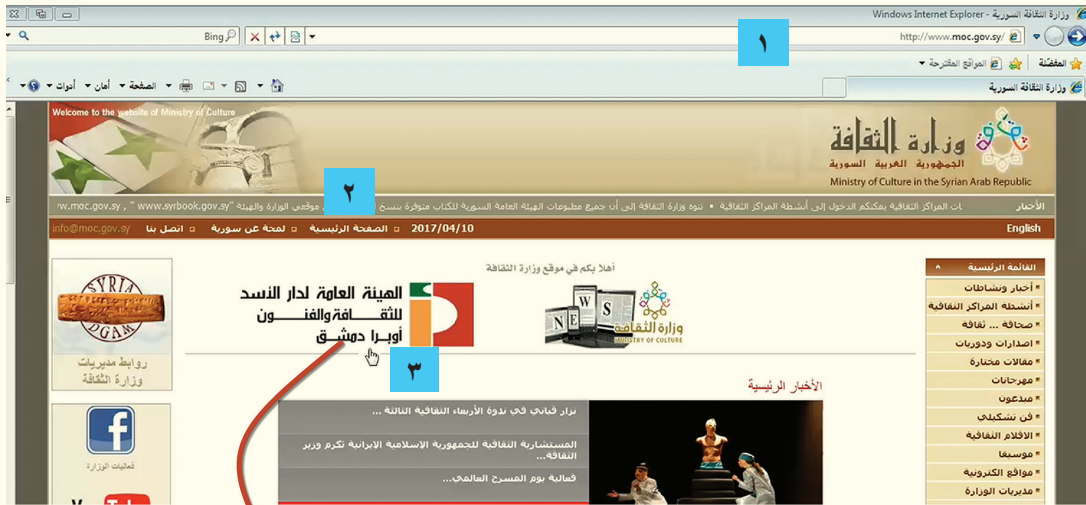 وزارة الثقافة السورية - Windows Internet Explorer
http://www.moc.gov.sy/
Bing
١
المفضلة
المواقع المقترحة
وزارة الثقافة السورية
الصفحة
أمان
أدوات
Welcome to the website of Ministry of Culture
وزارة الثقافة
الجمهورية العربية السورية
Ministry of Culture in the Syrian Arab Republic
٢
الأخبار
ات المراكز الثقافية يمكنكم الدخول إلى أنشطة المراكز الثقافية • تنوه وزارة الثقافة إلى أن جميع مطبوعات الهيئة العامة السورية للكتاب متوفرة بنسخ
موقعي الوزارة والهيئة "w.moc.gov.sy , " www.syrbook.gov.sy
English
2017/04/10
الصفحة الرئيسية
لمحة عن سورية
اتصل بنا
info@moc.gov.sy
القائمة الرئيسية
أخبار ونشاطات
أنشطة المراكز الثقافية
صحافة ... ثقافة
اصدارات ودوريات
مقالات مختارة
مهرجانات
مبدعون
فن تشكيلي
الأفلام الثقافية
موسيقا
مواقع الكترونية
مديريات الوزارة
أهلا بكم في موقع وزارة الثقافة
NEWS
وزارة الثقافة
MINISTRY OF CULTURE
الهيئة العامة لدار الأسد
للثقافة والفنون
أوبرا دمشق
٣
الأخبار الرئيسية
نزار قباني في ندوة الأربعاء الثقافية الثالثة ...
المستشارية الثقافية للجمهورية الإسلامية الإيرانية تكرم وزير
الثقافة...
فعالية يوم المسرح العالمي...
SYRIA
DGAM
روابط مديريات
وزارة الثقافة
فعاليات الوزارة